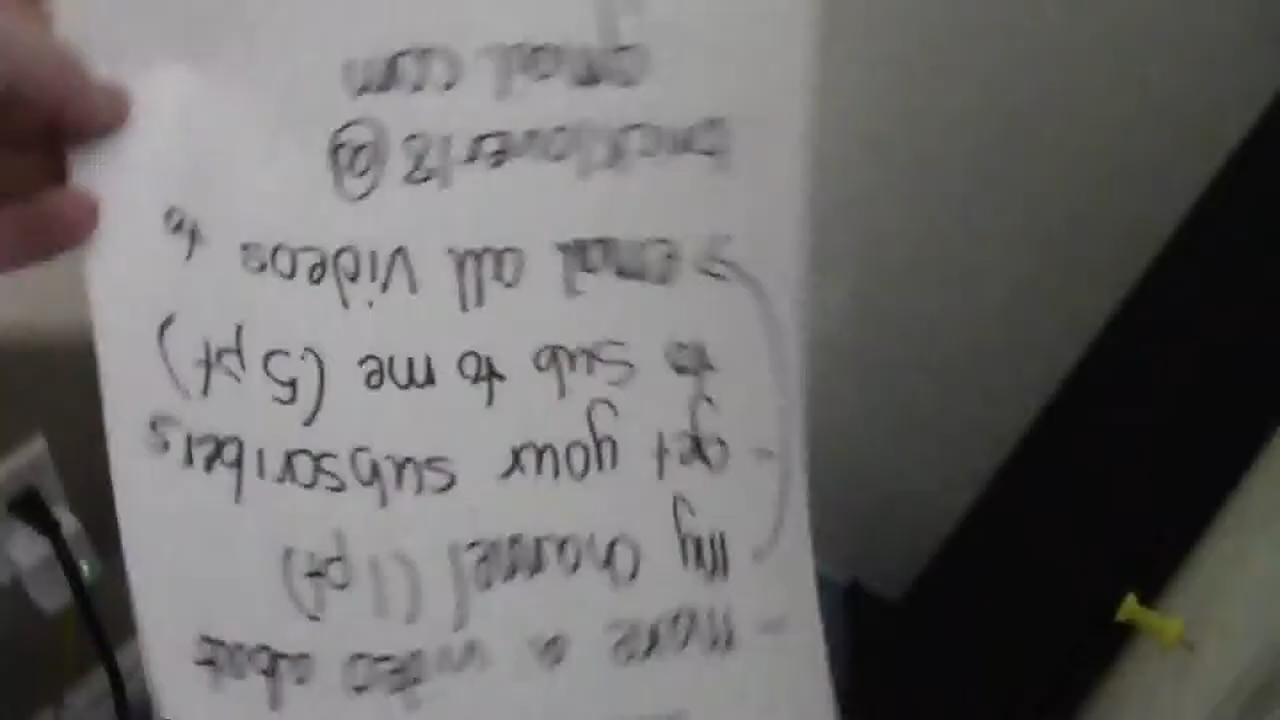 - make a video about
my channel (1 pt)
- get your subscribers
to sub to me (5 pt)
→ email all videos to
bricklover18@
gmail.com